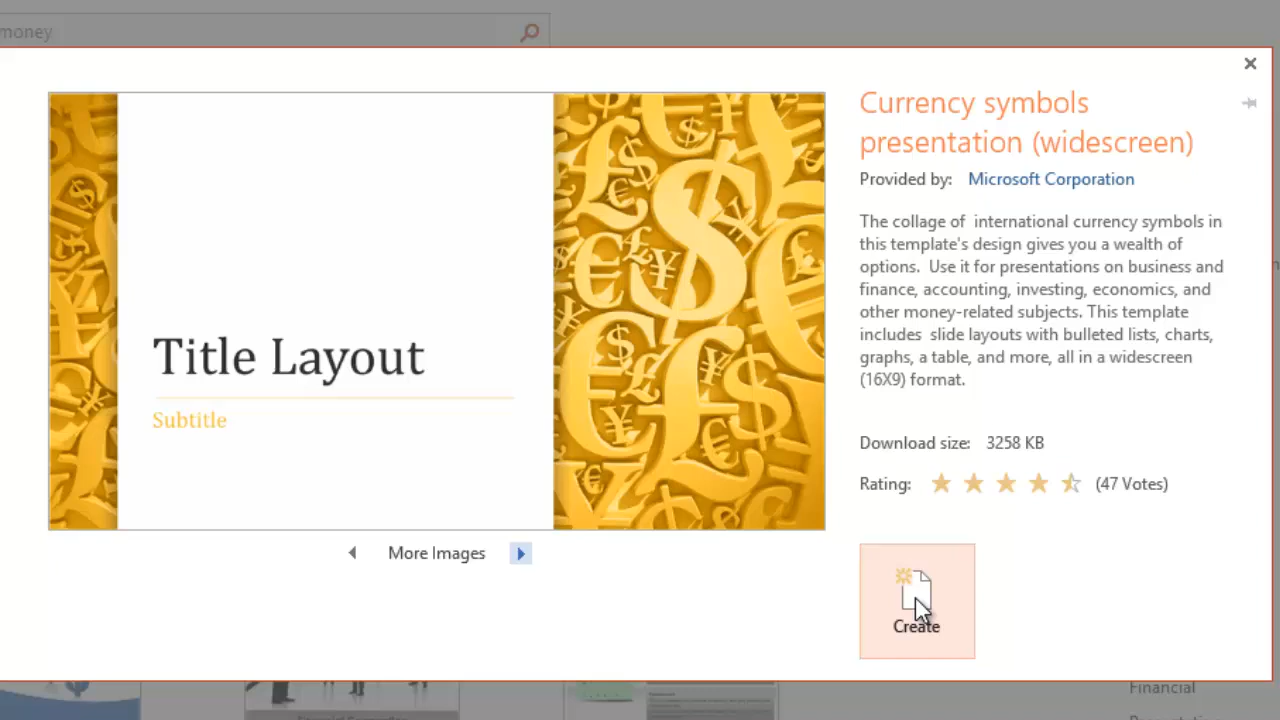 money
Currency symbols
presentation (widescreen)
Provided by: Microsoft Corporation
The collage of  international currency symbols in
this template's design gives you a wealth of
options.  Use it for presentations on business and
finance, accounting, investing, economics, and
other money-related subjects. This template
includes  slide layouts with bulleted lists, charts,
graphs, a table, and more, all in a widescreen
(16X9) format.
Title Layout
Subtitle
Download size: 3258 KB
Rating: (47 Votes)
More Images
Create
Financial